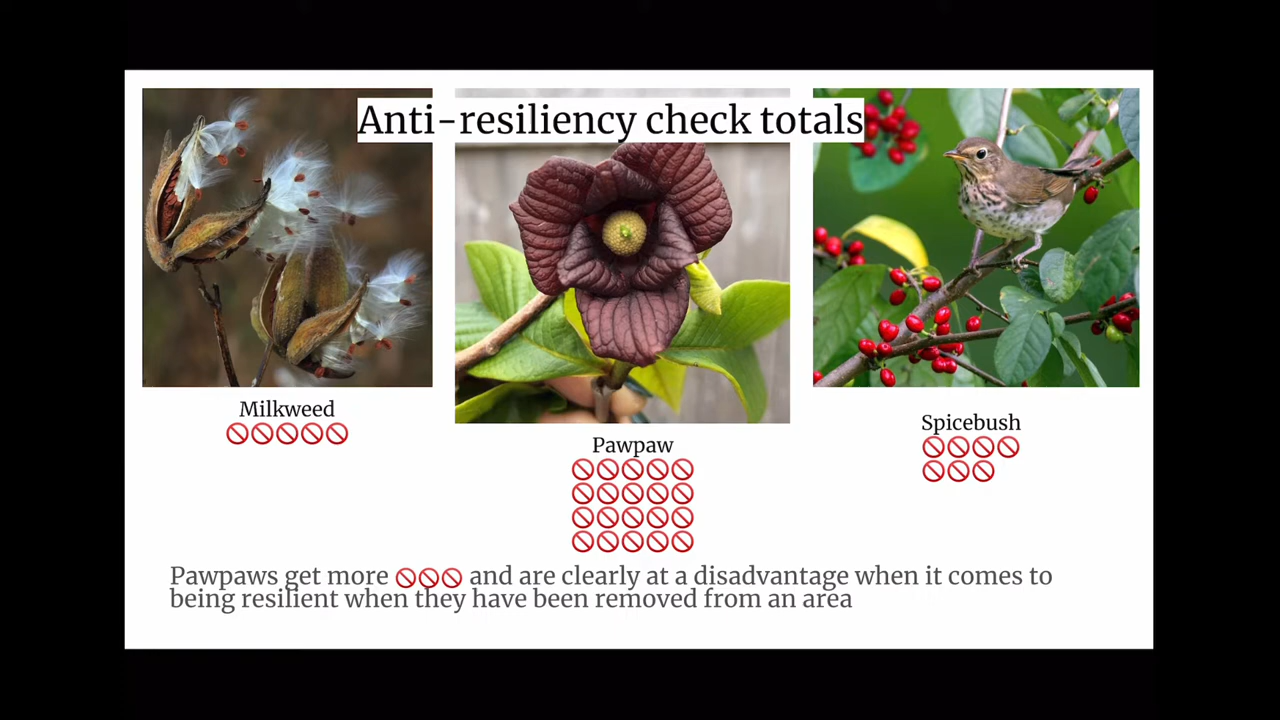 Anti-resiliency check totals
Milkweed
🚫🚫🚫🚫🚫
Pawpaw
🚫🚫🚫🚫🚫
🚫🚫🚫🚫🚫
🚫🚫🚫🚫🚫
🚫🚫🚫🚫🚫
Spicebush
🚫🚫🚫🚫
🚫🚫🚫
Pawpaws get more 🚫🚫🚫 and are clearly at a disadvantage when it comes to
being resilient when they have been removed from an area